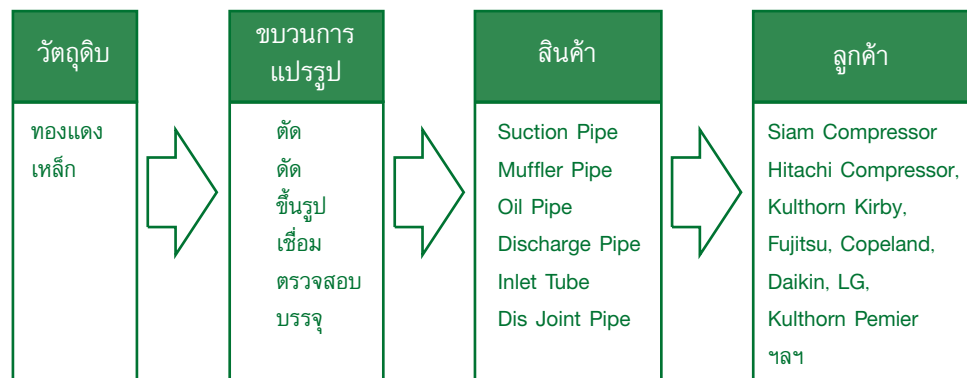 วัตถุดิบ
ทองแดง
เหล็ก
ขบวนการ
แปรรูป
ตัด
ดัด
ขึ้นรูป
เชื่อม
ตรวจสอบ
บรรจุ
สินค้า
Suction Pipe
Muffler Pipe
Oil Pipe
Discharge Pipe
Inlet Tube
Dis Joint Pipe
ลูกค้า
Siam Compressor
Hitachi Compressor,
Kulthorn Kirby,
Fujitsu, Copeland,
Daikin, LG,
Kulthorn Pemier
ฯลฯ